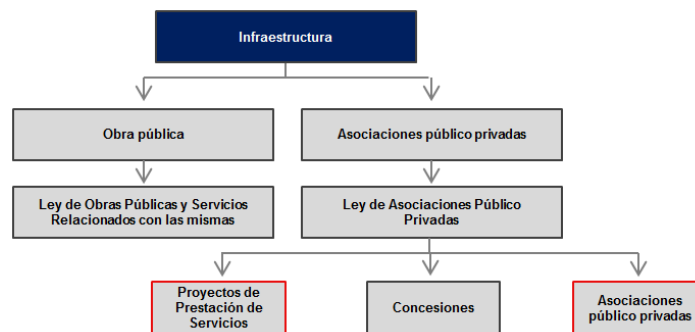 Infraestructura
Obra pública
Asociaciones público privadas
Ley de Obras Públicas y Servicios
Relacionados con las mismas
Ley de Asociaciones Público
Privadas
Proyectos de
Prestación de
Servicios
Concesiones
Asociaciones
público privadas